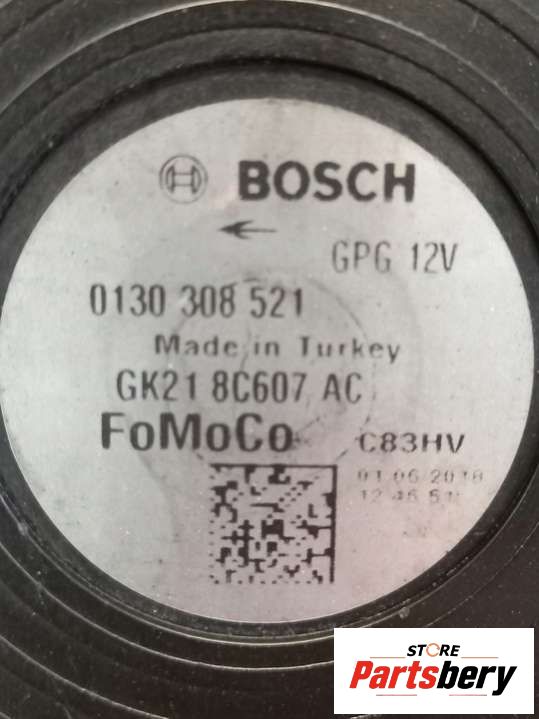 BOSCH
GPG 12V
0130 308 521
Made in Turkey
GK21 8C607 AC
FoMoCo
C83HV
01 06 2018
STORE
Partsbery